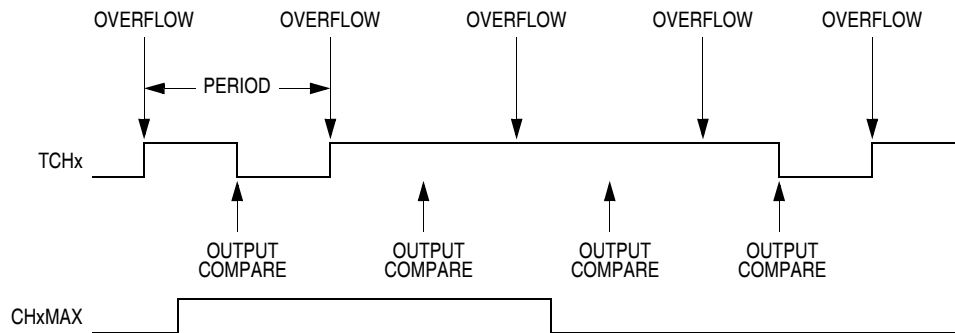 OVERFLOW OVERFLOW OVERFLOW OVERFLOW OVERFLOW
PERIOD
TCHx
OUTPUT COMPARE
OUTPUT COMPARE
OUTPUT COMPARE
OUTPUT COMPARE
CHxMAX